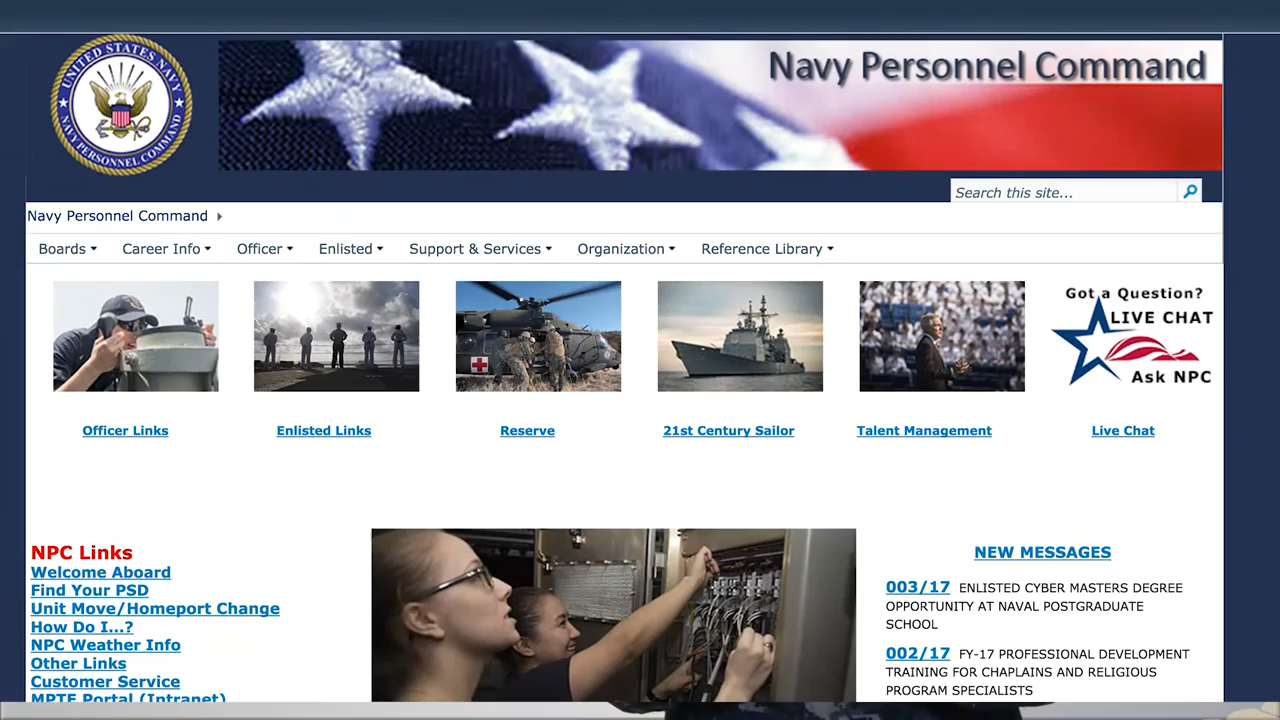 UNITED STATES NAVY
NAVY PERSONNEL COMMAND
Navy Personnel Command
Search this site...
Navy Personnel Command
Boards Career Info Officer Enlisted Support & Services Organization Reference Library
Got a Question?
LIVE CHAT
Ask NPC
Officer Links Enlisted Links Reserve 21st Century Sailor Talent Management Live Chat
NPC Links
Welcome Aboard
Find Your PSD
Unit Move/Homeport Change
How Do I...?
NPC Weather Info
Other Links
Customer Service
MPTE Portal (Intranet)
NEW MESSAGES
003/17 ENLISTED CYBER MASTERS DEGREE
OPPORTUNITY AT NAVAL POSTGRADUATE
SCHOOL
002/17 FY-17 PROFESSIONAL DEVELOPMENT
TRAINING FOR CHAPLAINS AND RELIGIOUS
PROGRAM SPECIALISTS